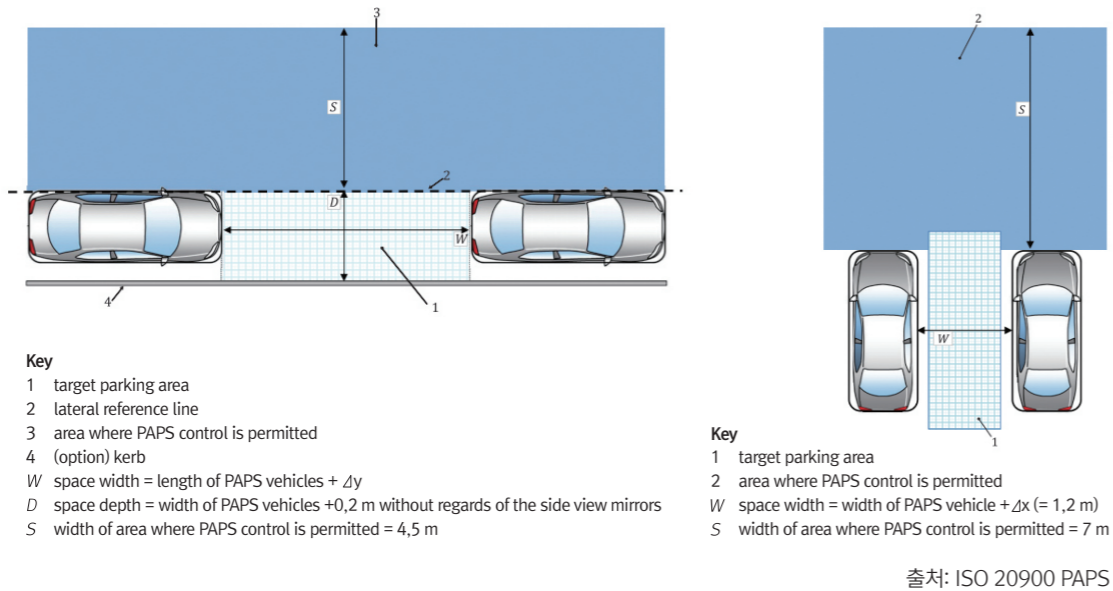 3
S
2
D
W
4
1
Key
1 target parking area
2 lateral reference line
3 area where PAPS control is permitted
4 (option) kerb
W space width = length of PAPS vehicles + Δy
D space depth = width of PAPS vehicles +0,2 m without regards of the side view mirrors
S width of area where PAPS control is permitted = 4,5 m
2
S
W
1
Key
1 target parking area
2 area where PAPS control is permitted
W space width = width of PAPS vehicle + Δx (= 1,2 m)
S width of area where PAPS control is permitted = 7 m
출처: ISO 20900 PAPS